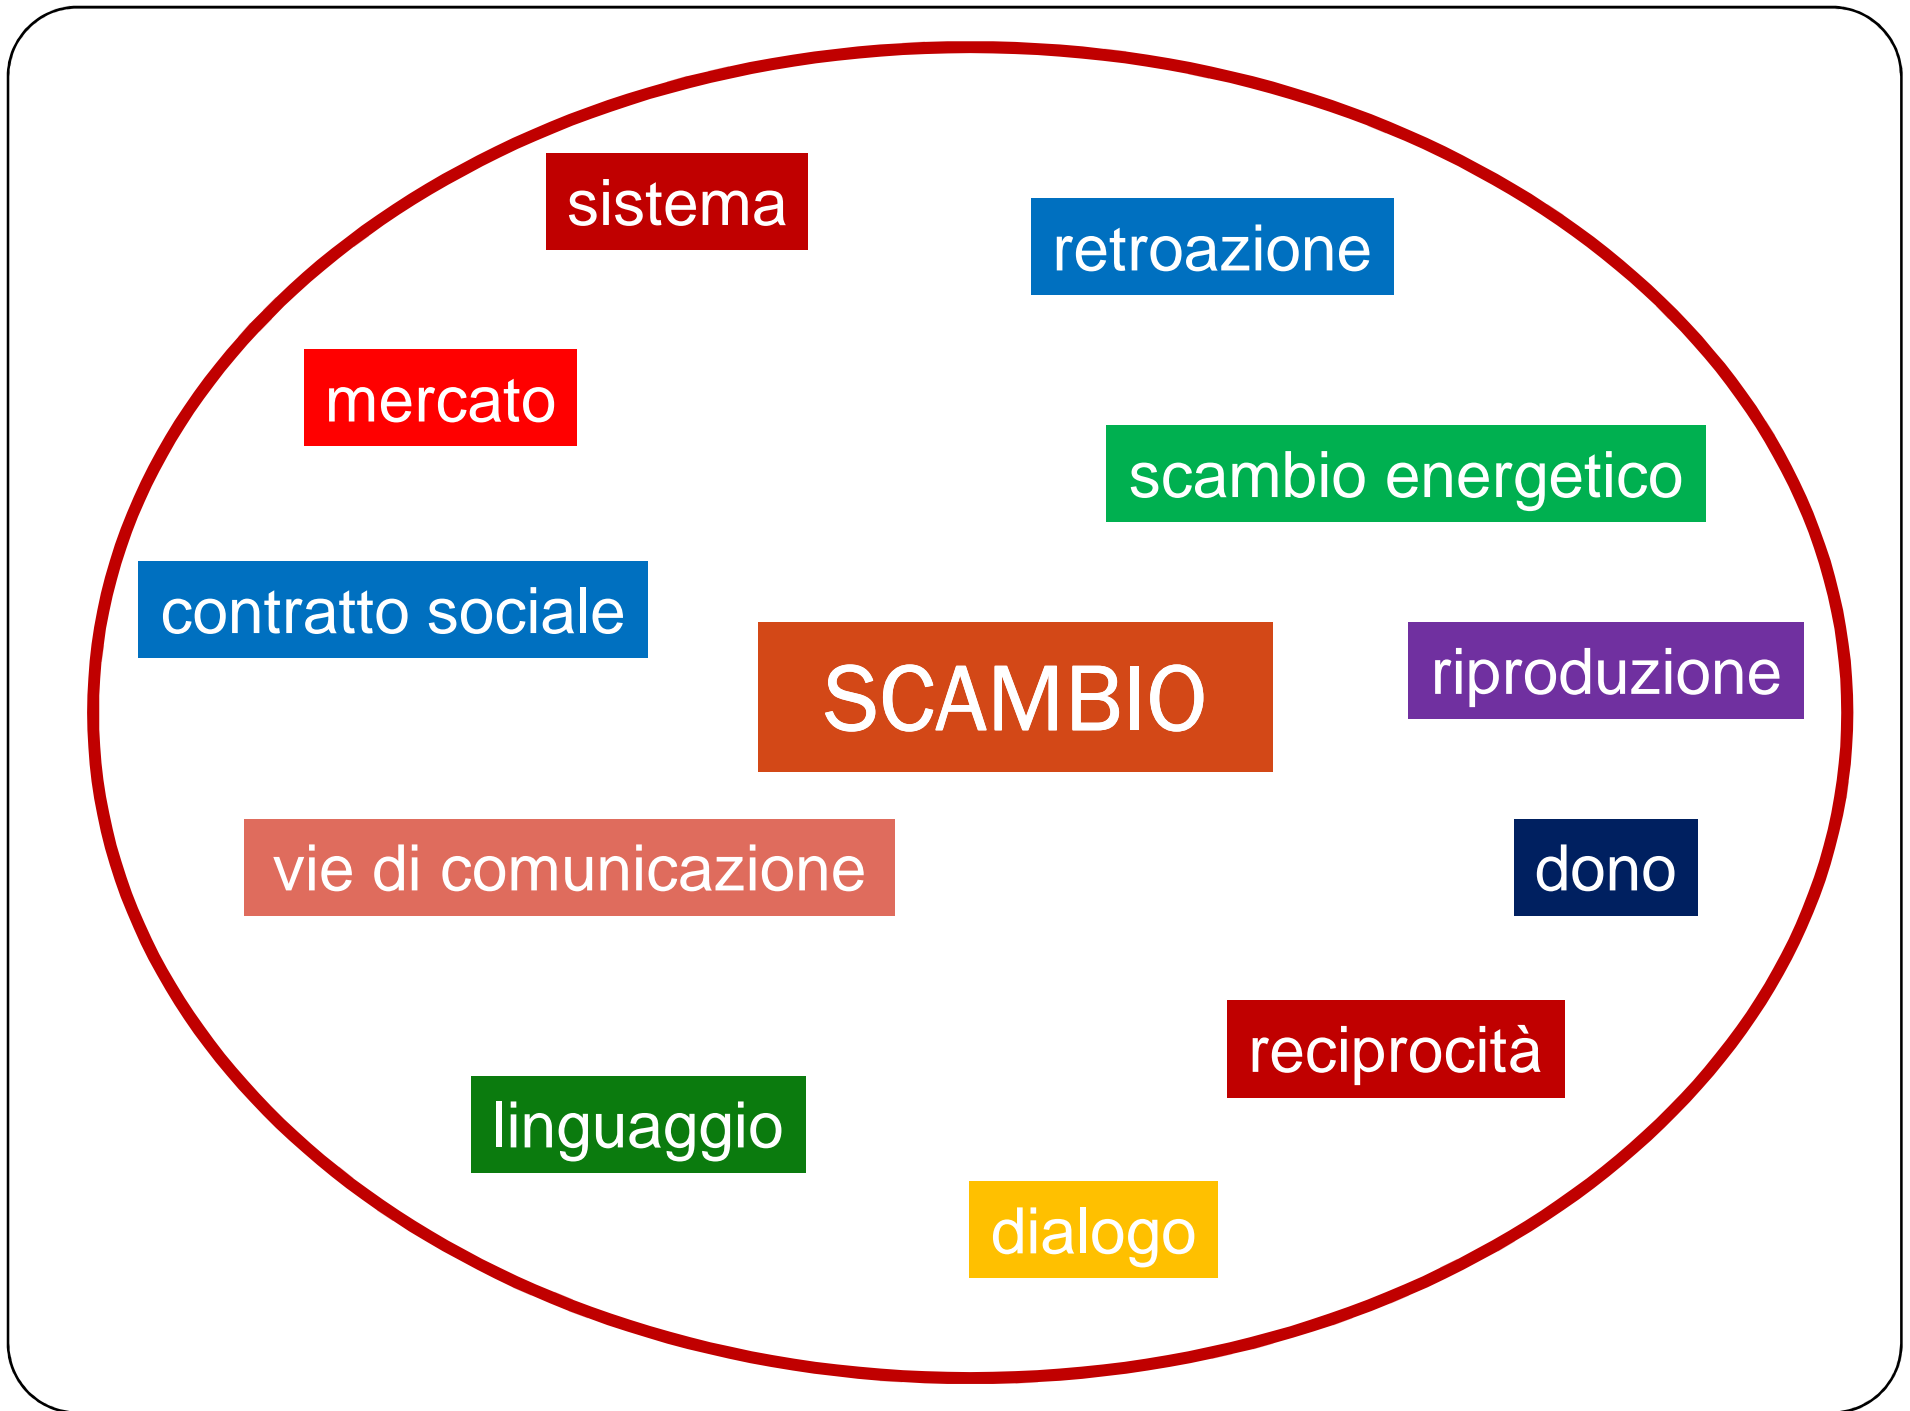 sistema
retroazione
mercato
scambio energetico
contratto sociale
SCAMBIO
riproduzione
vie di comunicazione
dono
reciprocità
linguaggio
dialogo